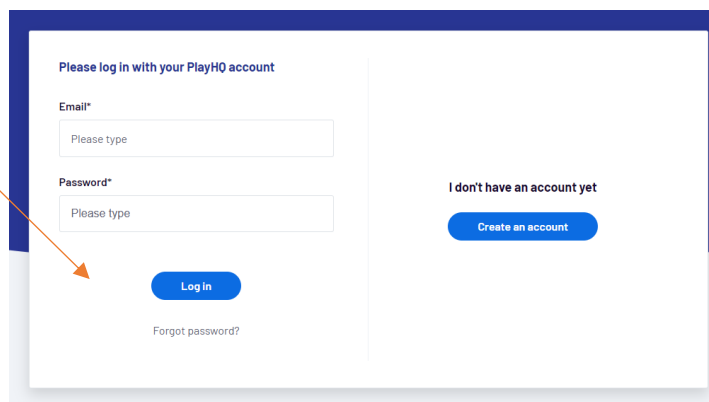 Please log in with your PlayHQ account
Email*
Please type
Password*
Please type
Log in
Forgot password?
I don't have an account yet
Create an account